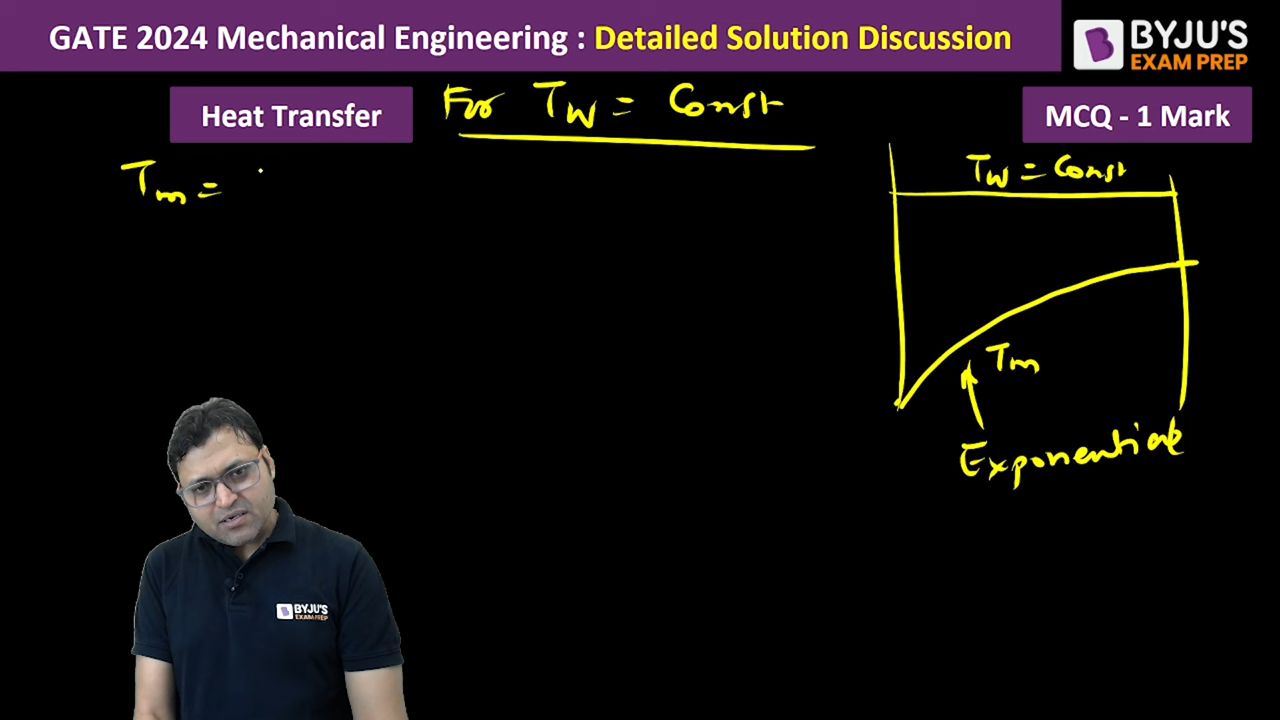 GATE 2024 Mechanical Engineering : Detailed Solution Discussion
BYJU'S
EXAM PREP
Heat Transfer
For Tw = Const
MCQ - 1 Mark
Tm =
Tw = Const
Tm
Exponential
BYJU'S
EXAM PREP